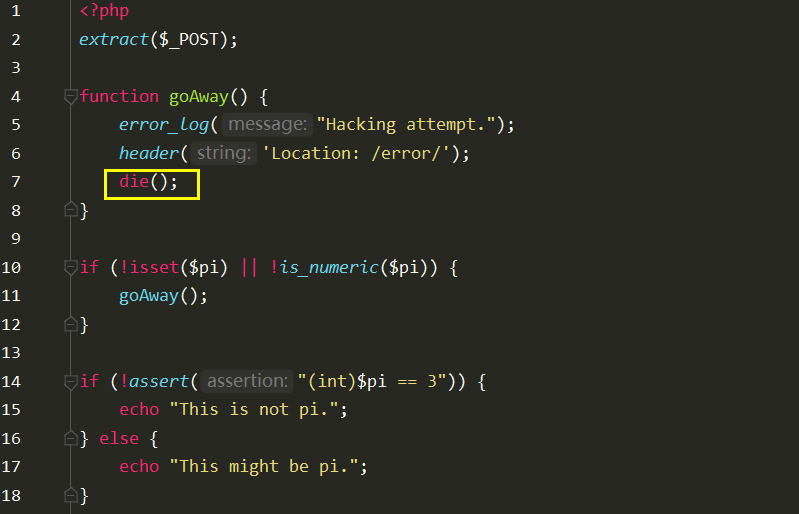 1 <?php
2 extract($_POST);
3
4 function goAway() {
5 error_log( message: "Hacking attempt.");
6 header( string: 'Location: /error/');
7 die();
8 }
9
10 if (!isset($pi) || !is_numeric($pi)) {
11 goAway();
12 }
13
14 if (!assert( assertion: "(int)$pi == 3")) {
15 echo "This is not pi.";
16 } else {
17 echo "This might be pi.";
18 }